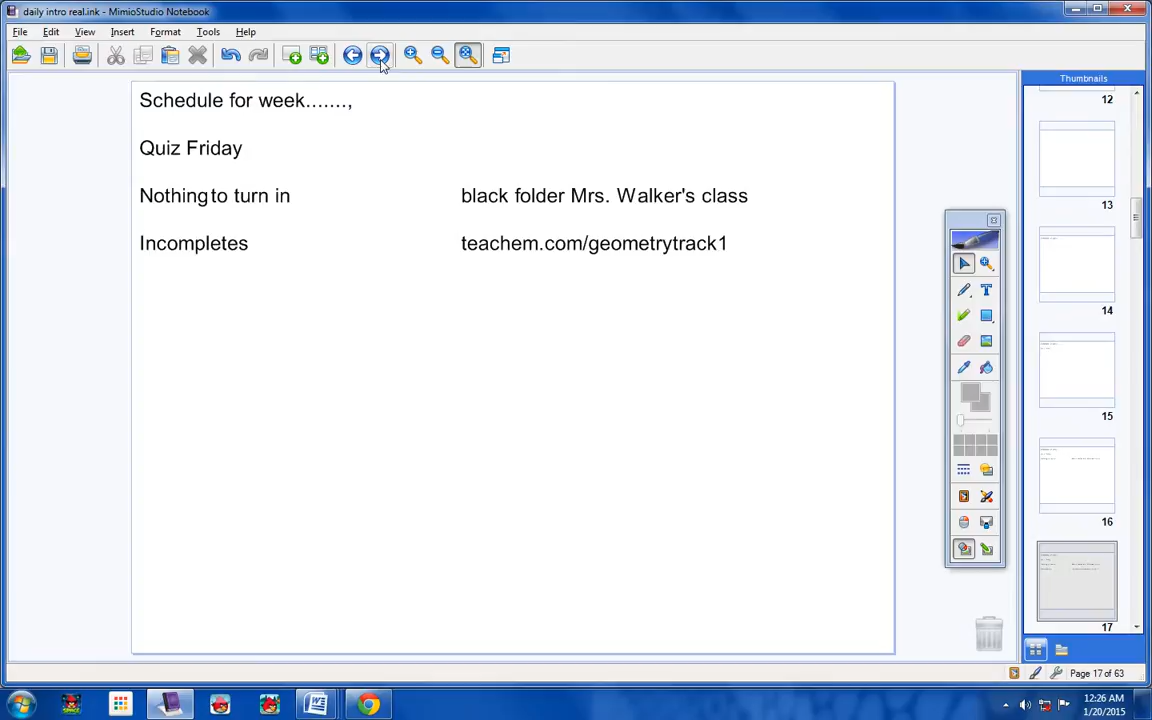 daily intro real.ink - MimioStudio Notebook
File Edit View Insert Format Tools Help
Schedule for week.......,
Quiz Friday
Nothing to turn in
black folder Mrs. Walker's class
Incompletes
teachem.com/geometrytrack1
Thumbnails
12
13
14
15
16
17
Page 17 of 63
12:26 AM
1/20/2015